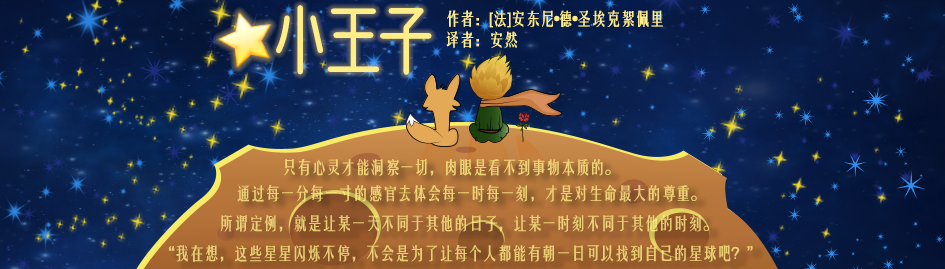 小王子
作者：[法]安东尼•德•圣埃克絮佩里
译者：安然
只有心灵才能洞察一切，肉眼是看不到事物本质的。
通过每一分每一寸的感官去体会每一时每一刻，才是对生命最大的尊重。
所谓定例，就是让某一天不同于其他的日子，让某一时刻不同于其他的时刻。
“我在想，这些星星闪烁不停，不会是为了让每个人都能有朝一日可以找到自己的星球吧？”